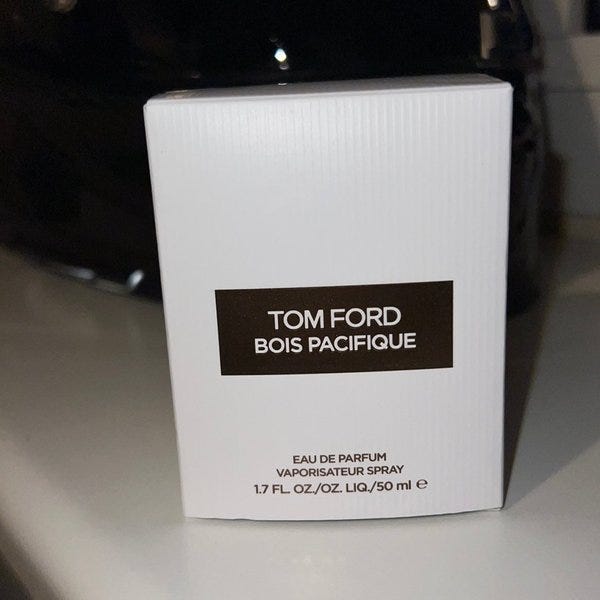 TOM FORD
BOIS PACIFIQUE
EAU DE PARFUM
VAPORISATEUR SPRAY
1.7 FL. OZ./OZ. LIQ./50 ml ℮